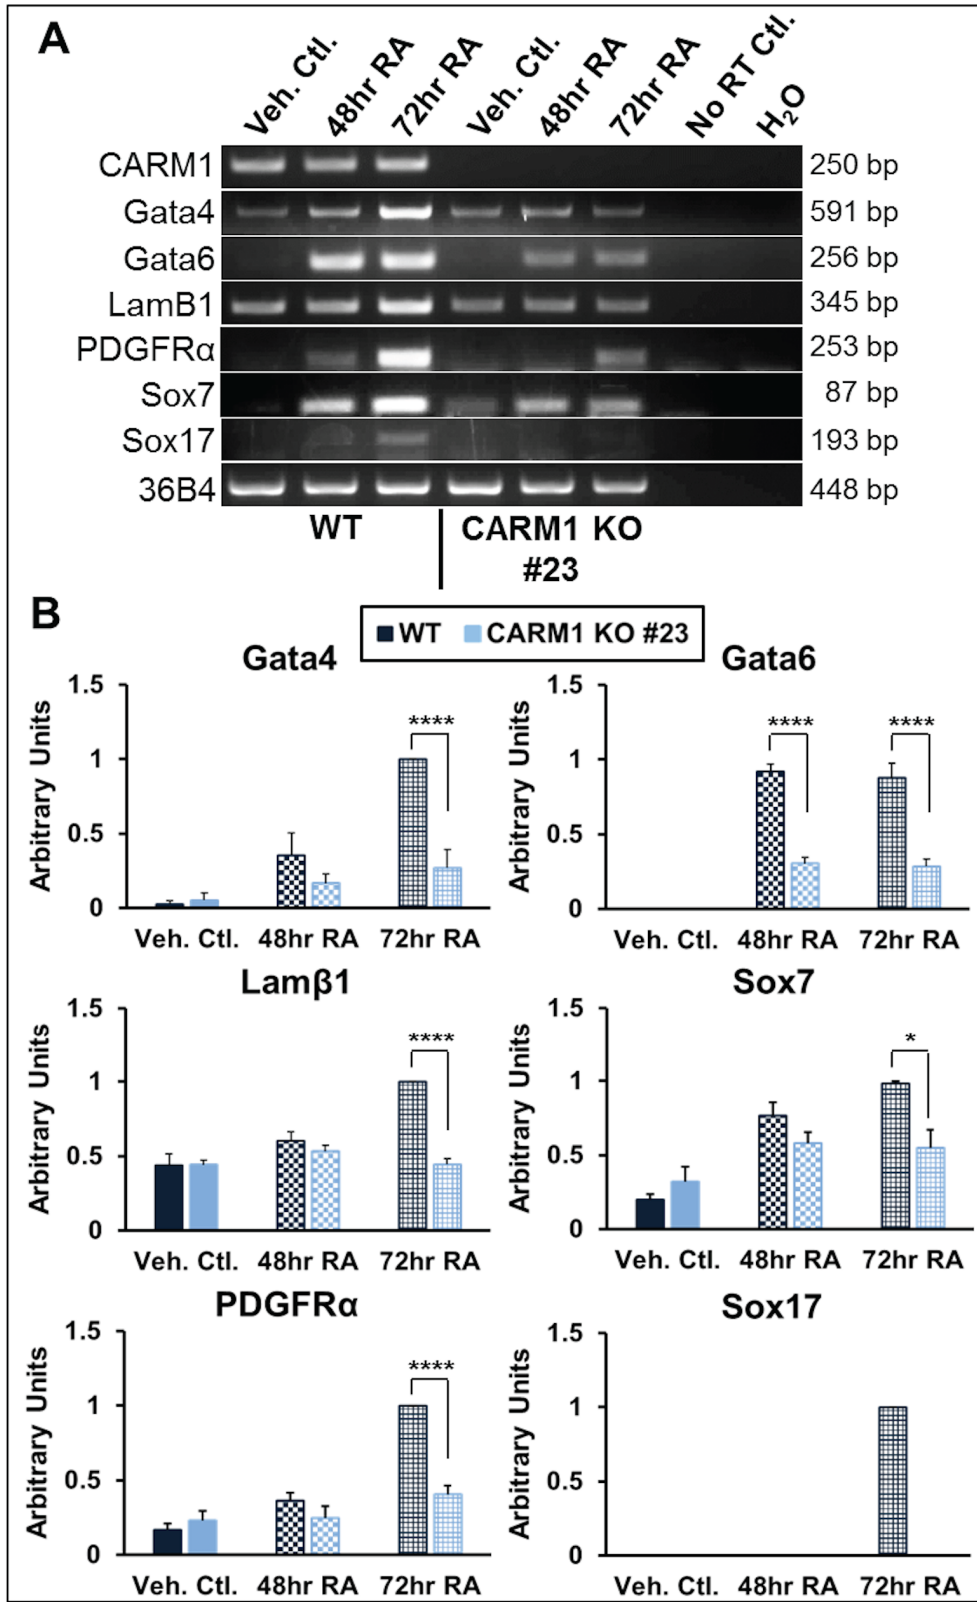 A
Veh. Ctl. 48hr RA 72hr RA Veh. Ctl. 48hr RA 72hr RA No RT Ctl. H₂O
CARM1 250 bp
Gata4 591 bp
Gata6 256 bp
LamB1 345 bp
PDGFRα 253 bp
Sox7 87 bp
Sox17 193 bp
36B4 448 bp
WT CARM1 KO
#23
B
WT CARM1 KO #23
Gata4
Arbitrary Units
1.5
1
0.5
0
****
Veh. Ctl. 48hr RA 72hr RA
Gata6
Arbitrary Units
1.5
1
0.5
0
**** ****
Veh. Ctl. 48hr RA 72hr RA
Lamβ1
Arbitrary Units
1.5
1
0.5
0
****
Veh. Ctl. 48hr RA 72hr RA
Sox7
Arbitrary Units
1.5
1
0.5
0
*
Veh. Ctl. 48hr RA 72hr RA
PDGFRα
Arbitrary Units
1.5
1
0.5
0
****
Veh. Ctl. 48hr RA 72hr RA
Sox17
Arbitrary Units
1.5
1
0.5
0
Veh. Ctl. 48hr RA 72hr RA